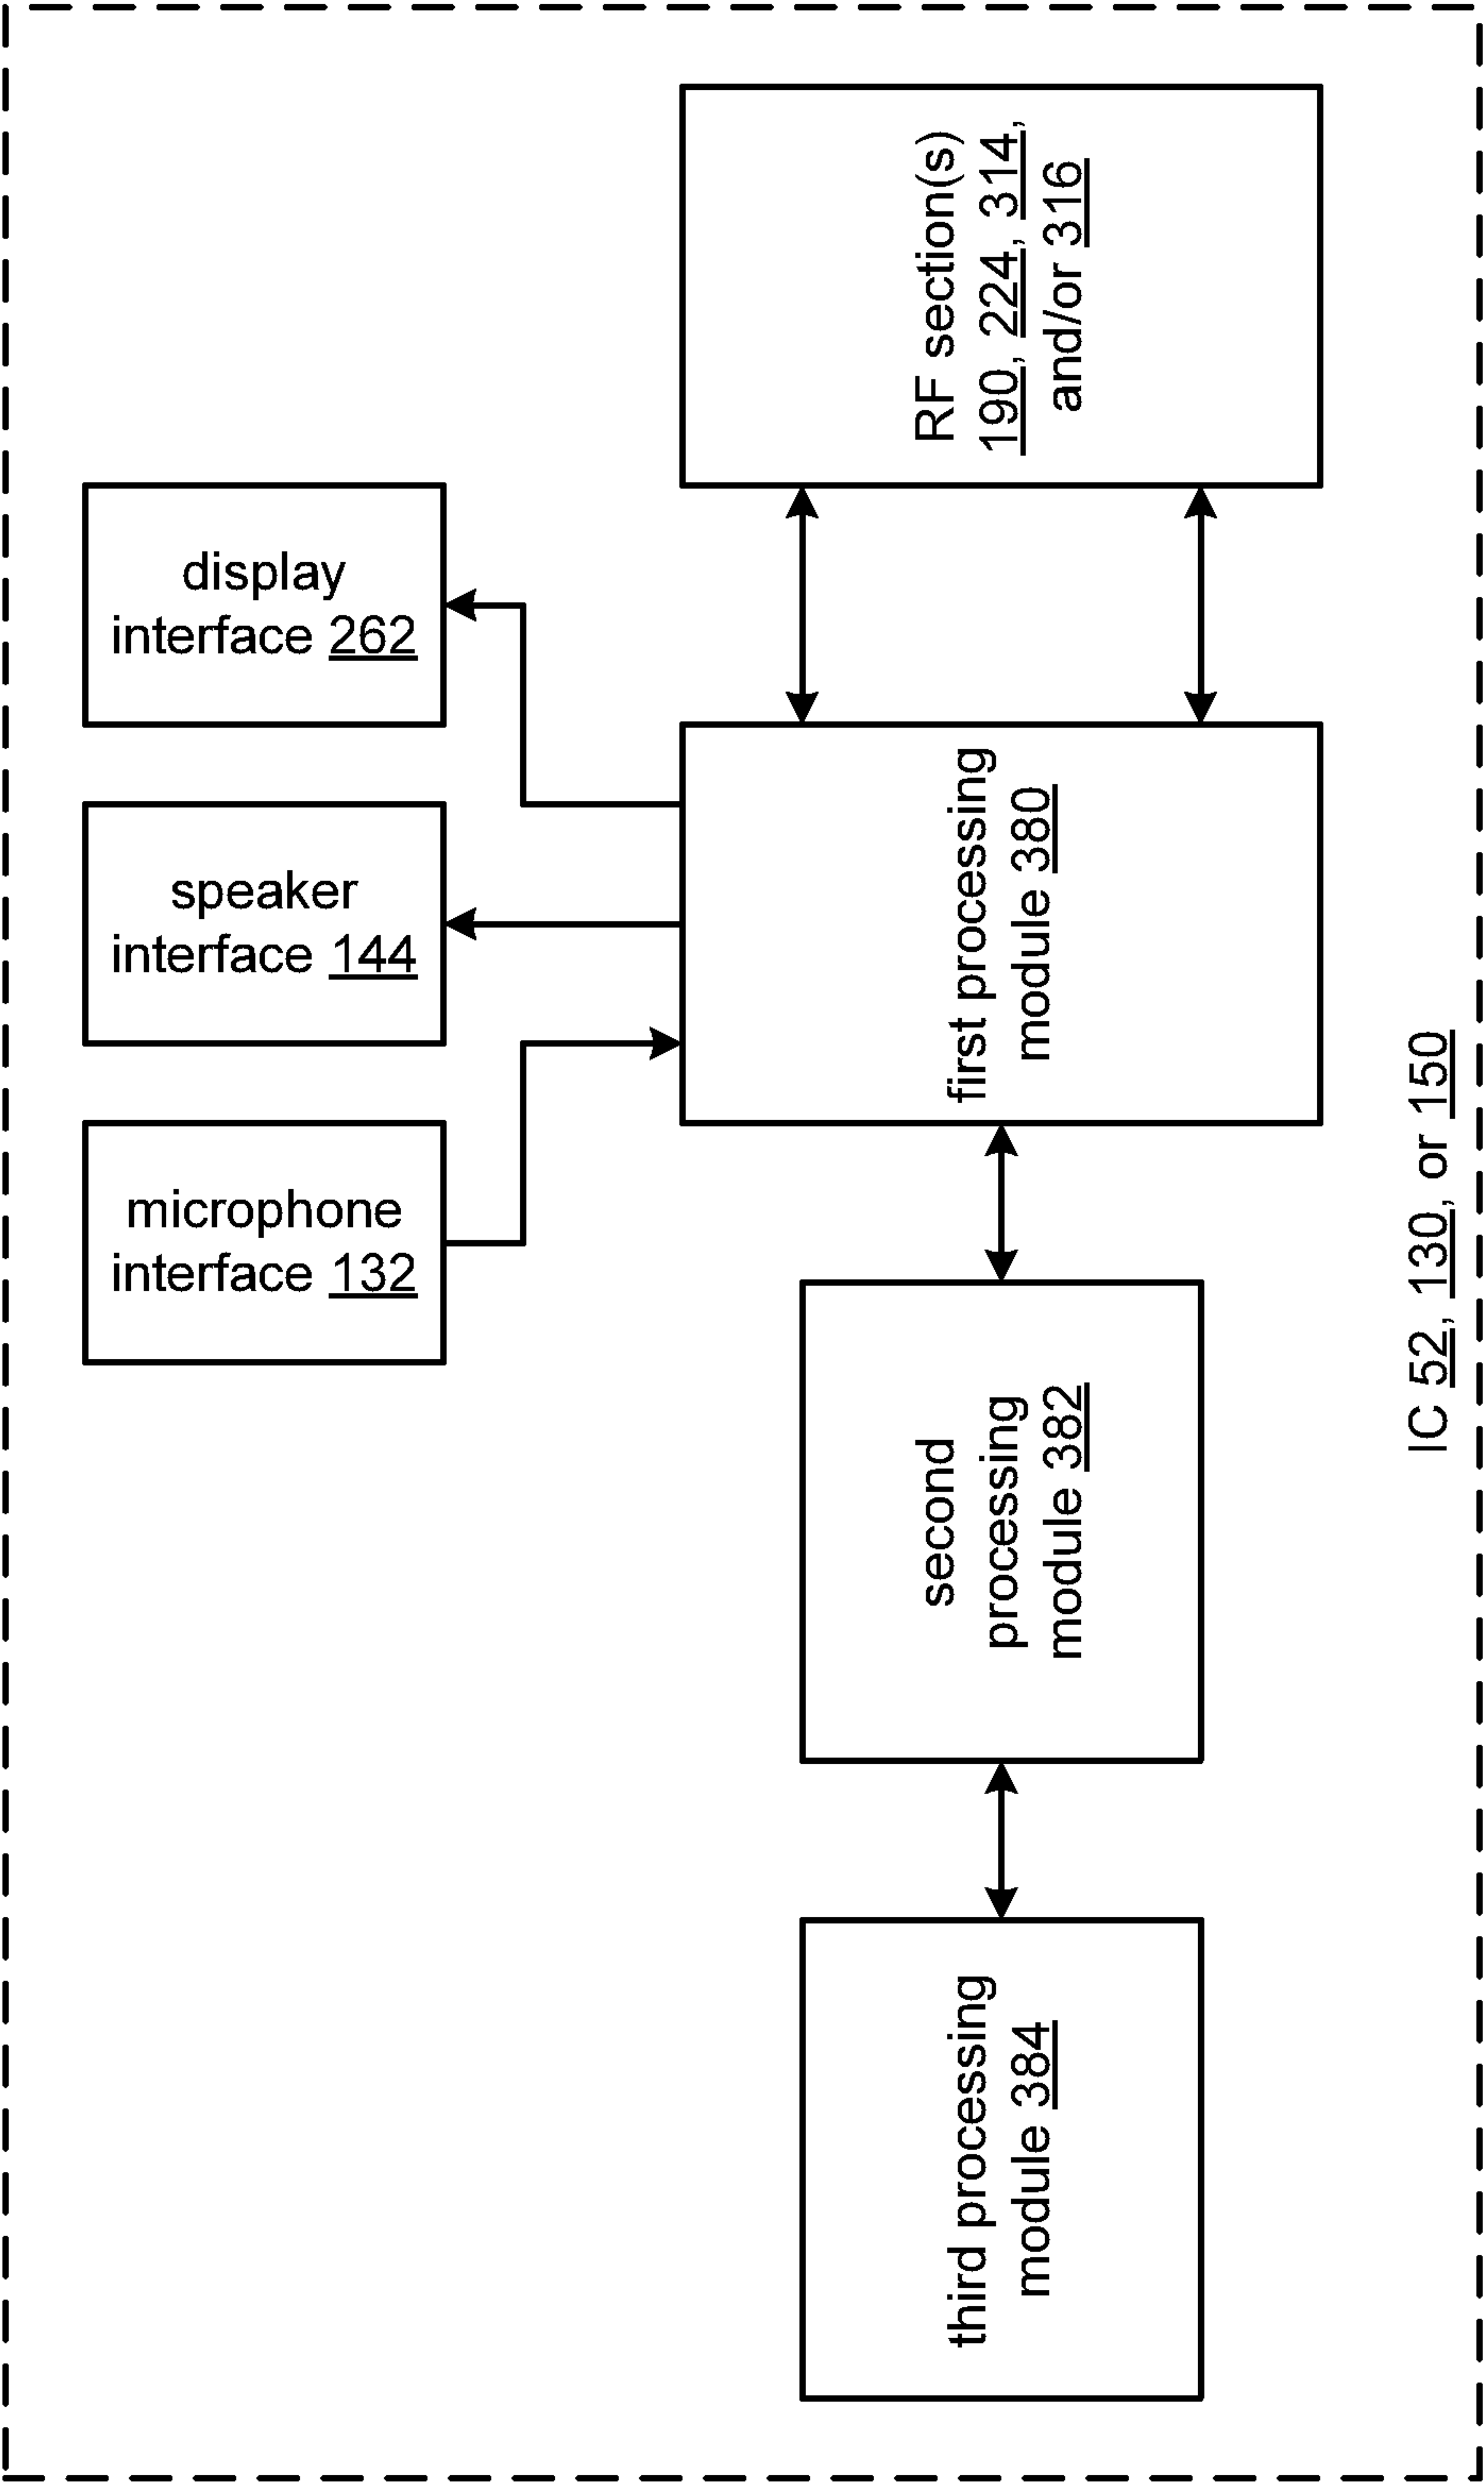 display
interface 262
speaker
interface 144
microphone
interface 132
RF section(s)
190, 224, 314,
and/or 316
first processing
module 380
second
processing
module 382
third processing
module 384
IC 52, 130, or 150